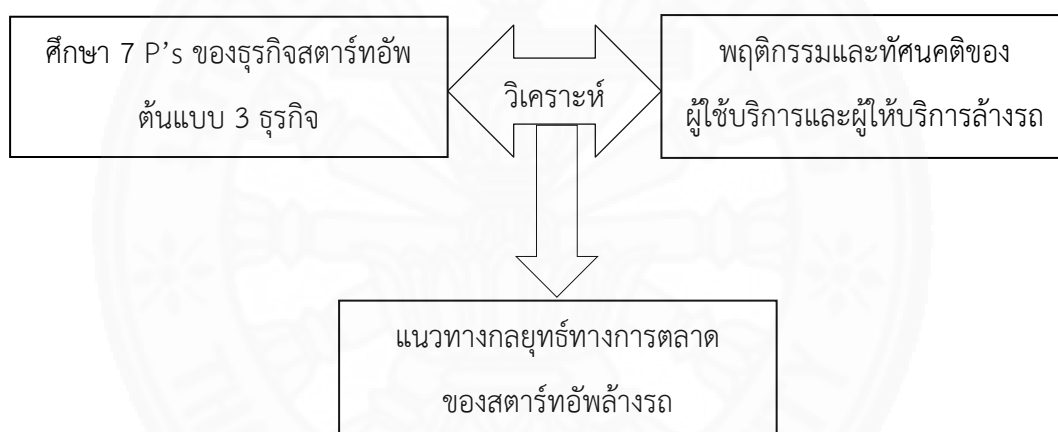 ศึกษา 7 P's ของธุรกิจสตาร์ทอัพ
ต้นแบบ 3 ธุรกิจ
วิเคราะห์
พฤติกรรมและทัศนคติของ
ผู้ใช้บริการและผู้ให้บริการล้างรถ
แนวทางกลยุทธ์ทางการตลาด
ของสตาร์ทอัพล้างรถ